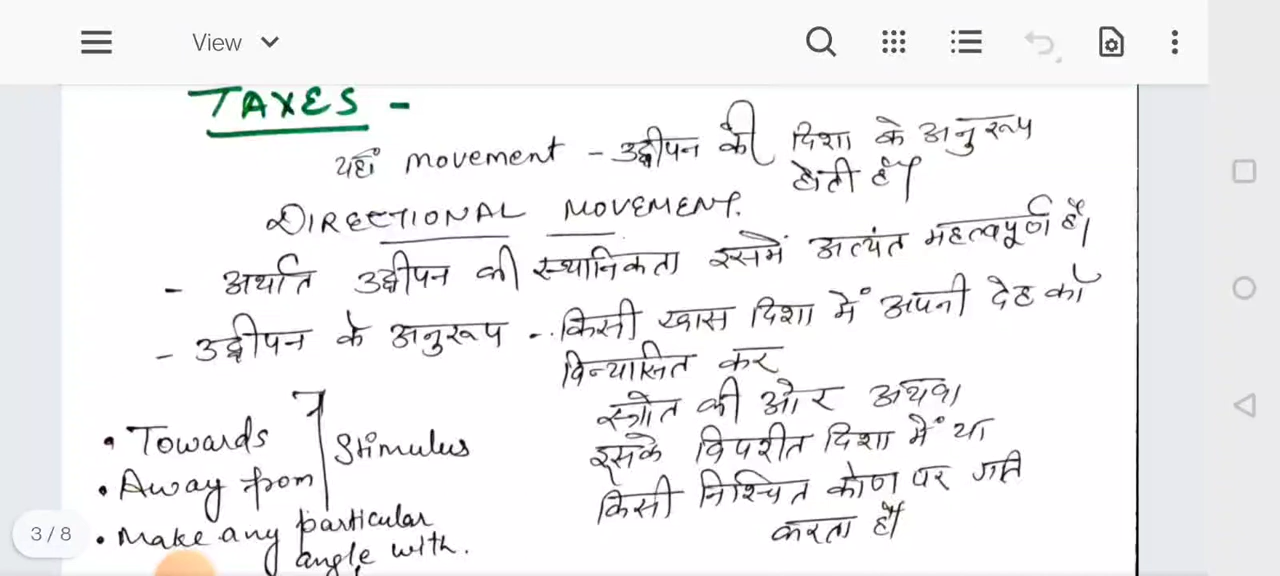 View
TAXES -
यहाँ movement - उद्दीपन की दिशा के अनुरूप
होती है।
DIRECTIONAL MOVEMENT.
- अर्थात उद्दीपन की स्थानिकता इसमें अत्यंत महत्वपूर्ण है।
- उद्दीपन के अनुरूप - किसी खास दिशा में अपनी देह को
विन्यासित कर
स्त्रोत की ओर अथवा
इसके विपरीत दिशा में या
किसी निश्चित कोण पर गति
करता है।
• Towards
• Away from
Stimulus
• Make any particular
angle with.
3 / 8